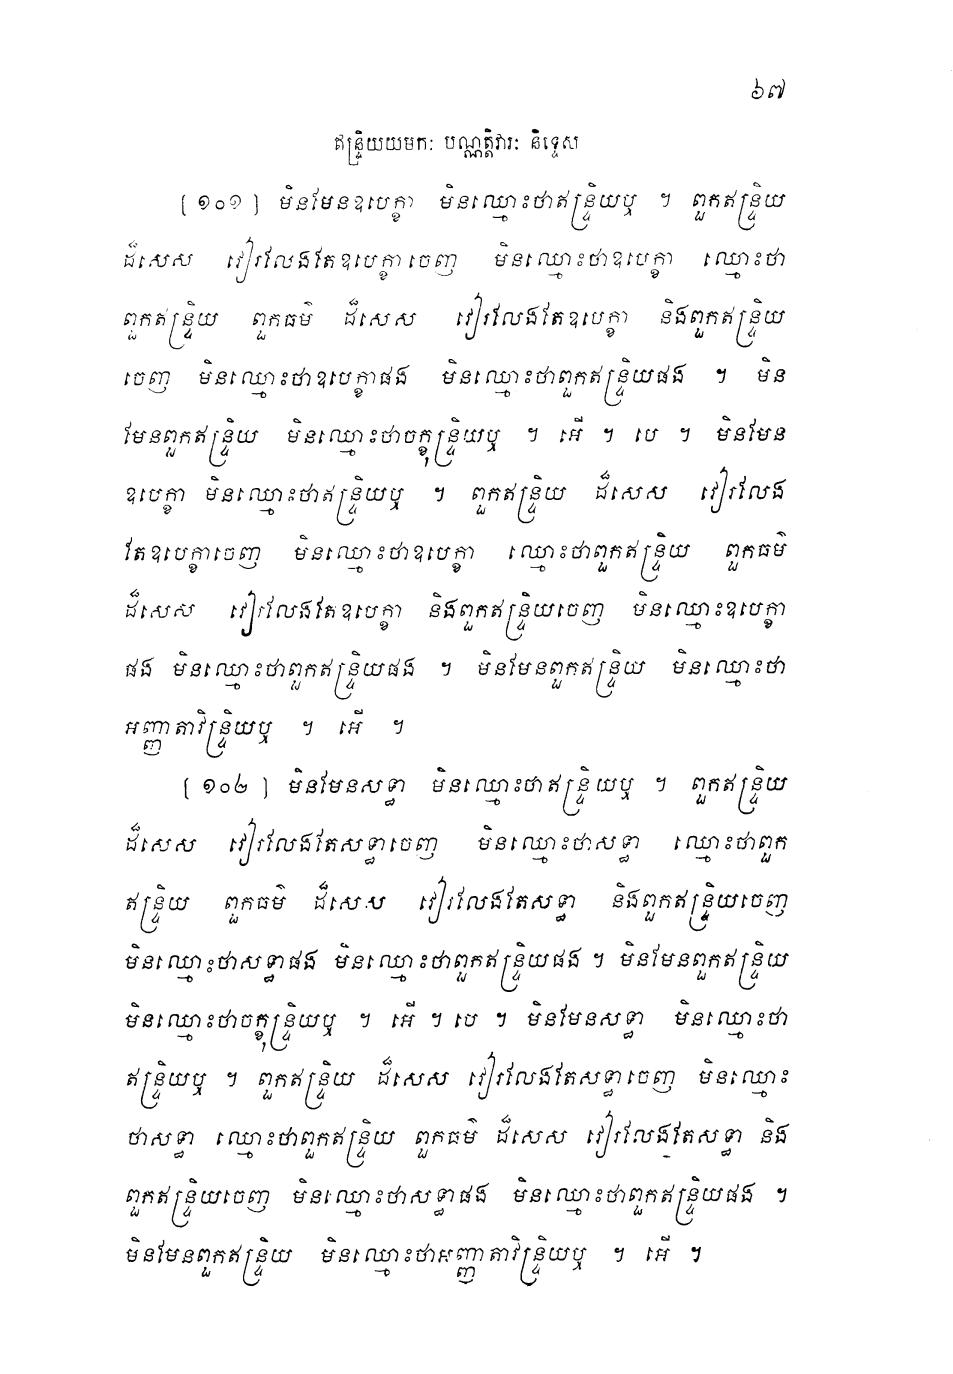 ៦៧
ឥន្ទ្រិយយមកៈ បណ្ណត្តិវារៈ និទ្ទេស
[១០១] មិនមែនឧបេក្ខា មិនឈ្មោះថាឥន្ទ្រិយឬ ។ ពួកឥន្ទ្រិយ
ដ៏សេស វៀរលែងតែឧបេក្ខាចេញ មិនឈ្មោះថាឧបេក្ខា ឈ្មោះថា
ពួកឥន្ទ្រិយ ពួកធម៌ ដ៏សេស វៀរលែងតែឧបេក្ខា និងពួកឥន្ទ្រិយ
ចេញ មិនឈ្មោះថាឧបេក្ខាផង មិនឈ្មោះថាពួកឥន្ទ្រិយផង ។ មិន
មែនពួកឥន្ទ្រិយ មិនឈ្មោះថាចក្ខុន្ទ្រិយឬ ។ អើ ។ បេ ។ មិនមែន
ឧបេក្ខា មិនឈ្មោះថាឥន្ទ្រិយឬ ។ ពួកឥន្ទ្រិយ ដ៏សេស វៀរលែង
តែឧបេក្ខាចេញ មិនឈ្មោះថាឧបេក្ខា ឈ្មោះថាពួកឥន្ទ្រិយ ពួកធម៌
ដ៏សេស វៀរលែងតែឧបេក្ខា និងពួកឥន្ទ្រិយចេញ មិនឈ្មោះឧបេក្ខា
ផង មិនឈ្មោះថាពួកឥន្ទ្រិយផង ។ មិនមែនពួកឥន្ទ្រិយ មិនឈ្មោះថា
អញ្ញាតាវិន្ទ្រិយឬ ។ អើ ។
[១០២] មិនមែនសទ្ធា មិនឈ្មោះថាឥន្ទ្រិយឬ ។ ពួកឥន្ទ្រិយ
ដ៏សេស វៀរលែងតែសទ្ធាចេញ មិនឈ្មោះថាសទ្ធា ឈ្មោះថាពួក
ឥន្ទ្រិយ ពួកធម៌ ដ៏សេស វៀរលែងតែសទ្ធា និងពួកឥន្ទ្រិយចេញ
មិនឈ្មោះថាសទ្ធាផង មិនឈ្មោះថាពួកឥន្ទ្រិយផង ។ មិនមែនពួកឥន្ទ្រិយ
មិនឈ្មោះថាចក្ខុន្ទ្រិយឬ ។ អើ ។ បេ ។ មិនមែនសទ្ធា មិនឈ្មោះថា
ឥន្ទ្រិយឬ ។ ពួកឥន្ទ្រិយ ដ៏សេស វៀរលែងតែសទ្ធាចេញ មិនឈ្មោះ
ថាសទ្ធា ឈ្មោះថាពួកឥន្ទ្រិយ ពួកធម៌ ដ៏សេស វៀរលែងតែសទ្ធា និង
ពួកឥន្ទ្រិយចេញ មិនឈ្មោះថាសទ្ធាផង មិនឈ្មោះថាពួកឥន្ទ្រិយផង ។
មិនមែនពួកឥន្ទ្រិយ មិនឈ្មោះថាអញ្ញាតាវិន្ទ្រិយឬ ។ អើ ។